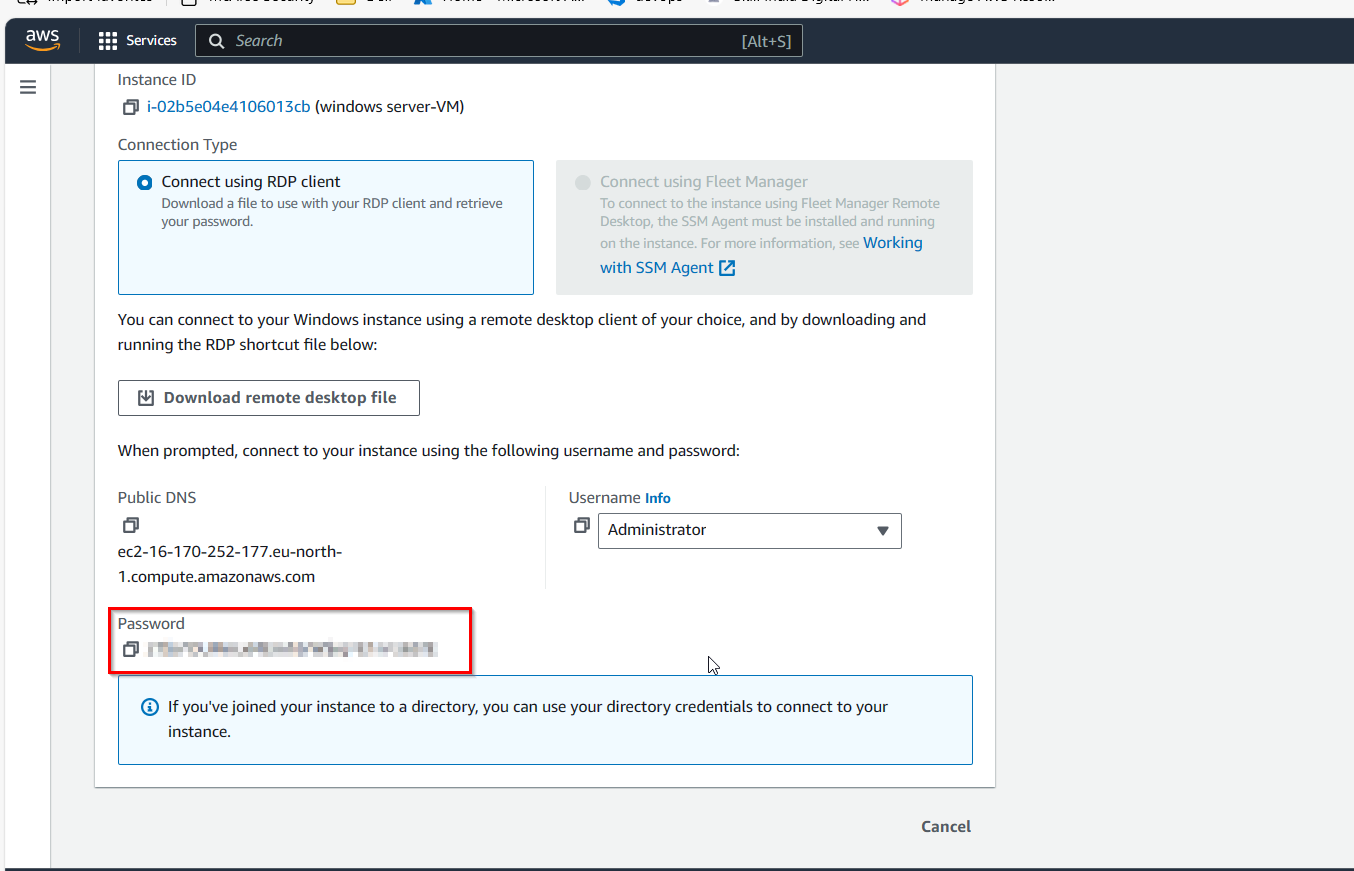 aws
Services
Search
[Alt+S]
Instance ID
i-02b5e04e4106013cb (windows server-VM)
Connection Type
Connect using RDP client
Download a file to use with your RDP client and retrieve
your password.
Connect using Fleet Manager
To connect to the instance using Fleet Manager Remote
Desktop, the SSM Agent must be installed and running
on the instance. For more information, see Working
with SSM Agent
You can connect to your Windows instance using a remote desktop client of your choice, and by downloading and
running the RDP shortcut file below:
Download remote desktop file
When prompted, connect to your instance using the following username and password:
Public DNS
ec2-16-170-252-177.eu-north-
1.compute.amazonaws.com
Username Info
Administrator
Password
If you've joined your instance to a directory, you can use your directory credentials to connect to your
instance.
Cancel